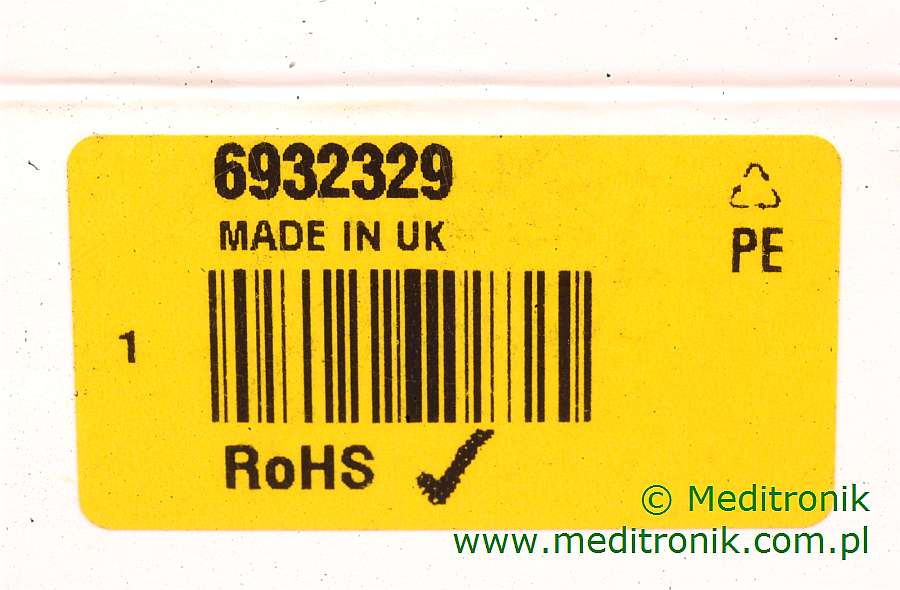 6932329
MADE IN UK
PE
1
RoHS
© Meditronik
www.meditronik.com.pl